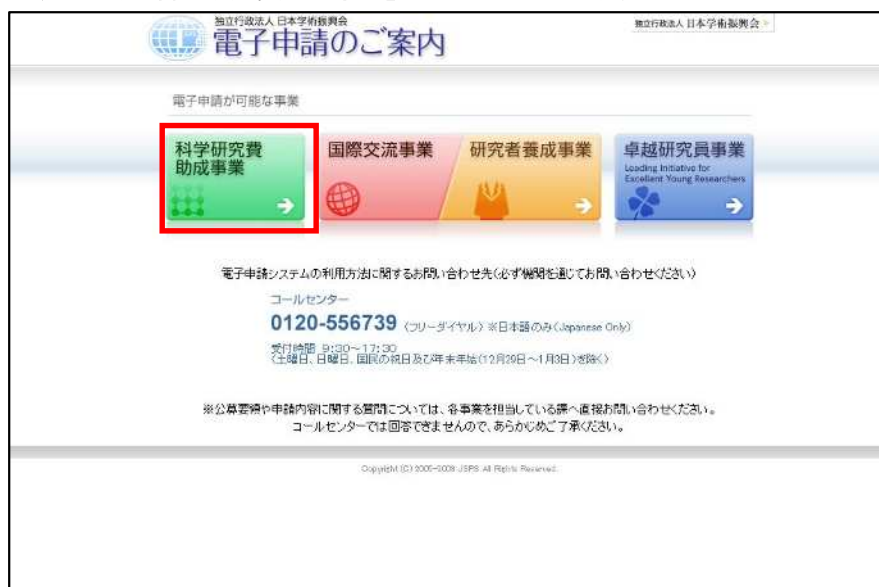 独立行政法人 日本学術振興会
電子申請のご案内
独立行政法人 日本学術振興会
電子申請が可能な事業
科学研究費
助成事業
国際交流事業
研究者養成事業
卓越研究員事業
Leading Initiative for
Excellent Young Researchers
電子申請システムの利用方法に関するお問い合わせ先(必ず機関を通じてお問い合わせください)
コールセンター
0120-556739 (フリーダイヤル) ※日本語のみ(Japanese Only)
受付時間 9:30~17:30
(土曜日、日曜日、国民の祝日及び年末年始(12月29日~1月3日)を除く)
※公募要領や申請内容に関する質問については、各事業を担当している課へ直接お問い合わせください。
コールセンターでは回答できませんので、あらかじめご了承ください。
Copyright (C) 2005-2008 JSPS All Rights Reserved.